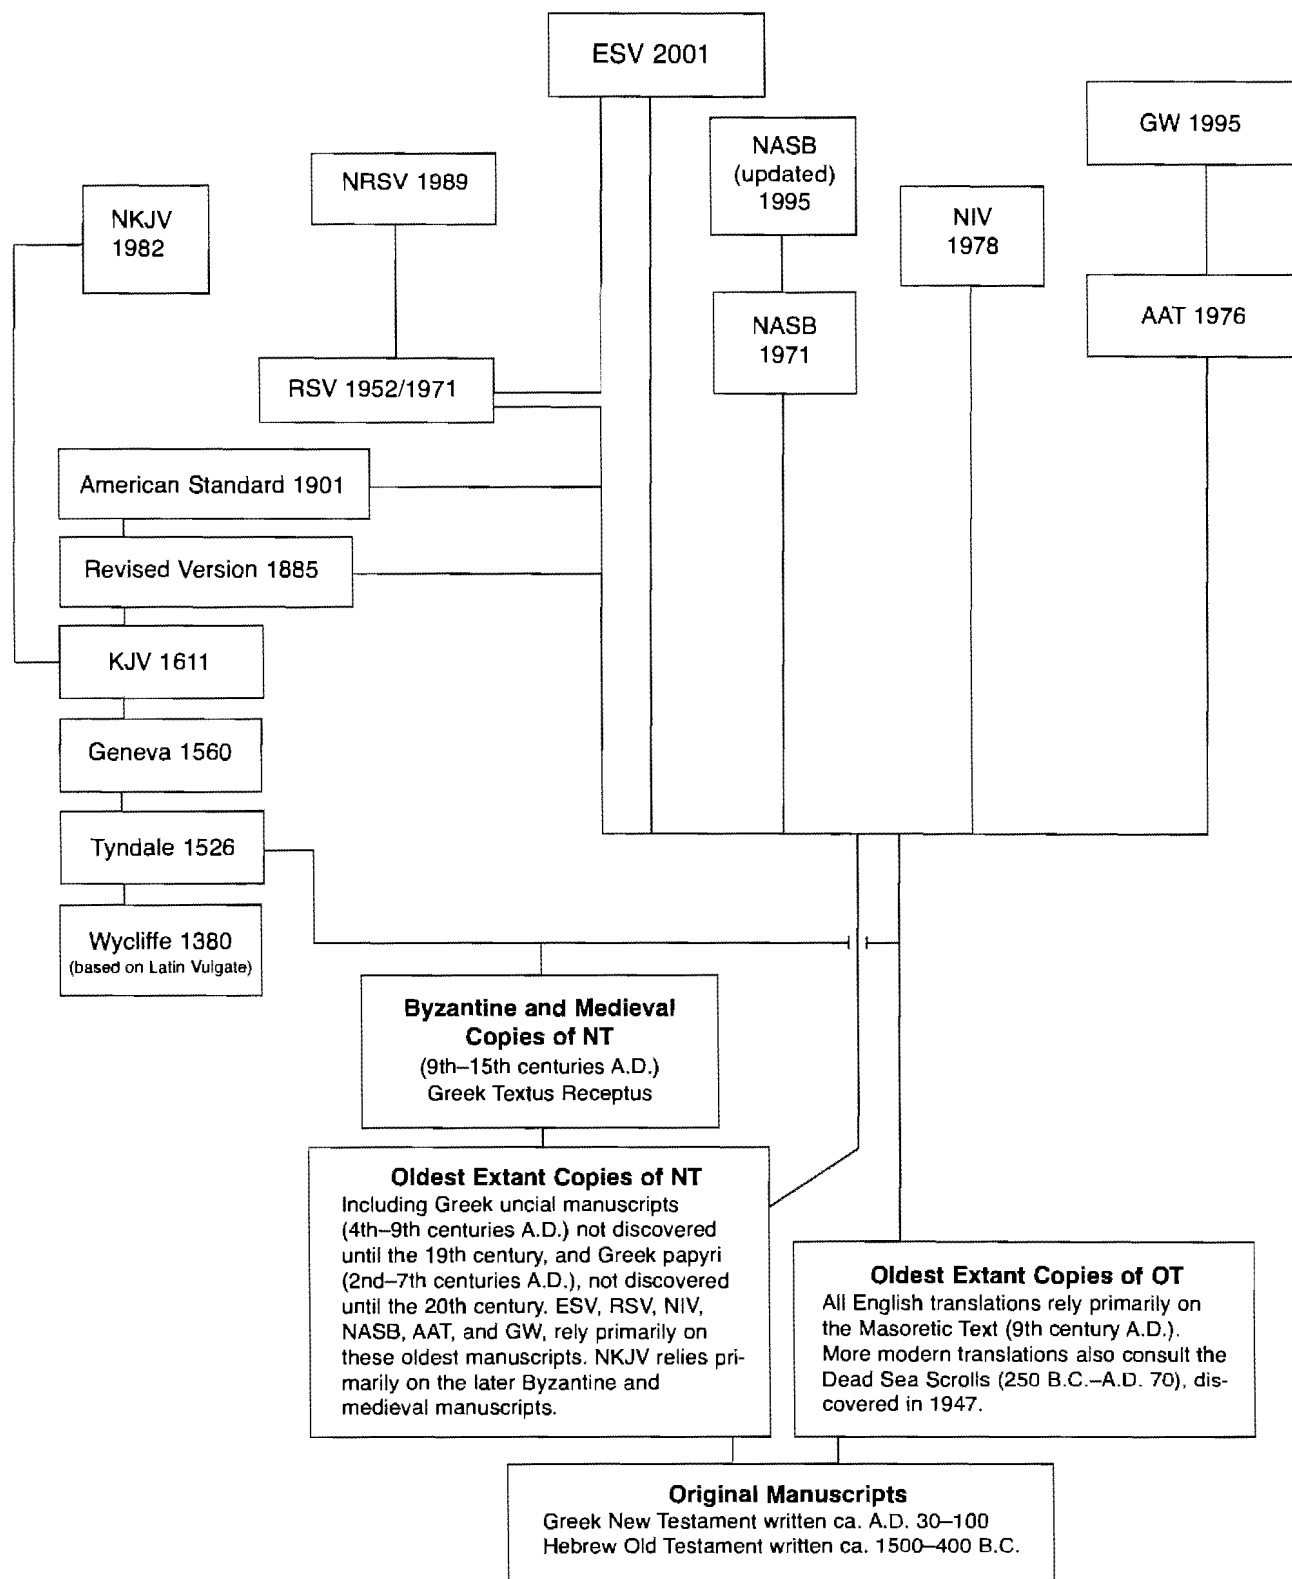 ESV 2001
GW 1995
NASB
(updated)
1995
NRSV 1989
NKJV
1982
NIV
1978
NASB
1971
AAT 1976
RSV 1952/1971
American Standard 1901
Revised Version 1885
KJV 1611
Geneva 1560
Tyndale 1526
Wycliffe 1380
(based on Latin Vulgate)
Byzantine and Medieval
Copies of NT
(9th–15th centuries A.D.)
Greek Textus Receptus
Oldest Extant Copies of NT
Including Greek uncial manuscripts
(4th–9th centuries A.D.) not discovered
until the 19th century, and Greek papyri
(2nd–7th centuries A.D.), not discovered
until the 20th century. ESV, RSV, NIV,
NASB, AAT, and GW, rely primarily on
these oldest manuscripts. NKJV relies pri-
marily on the later Byzantine and
medieval manuscripts.
Oldest Extant Copies of OT
All English translations rely primarily on
the Masoretic Text (9th century A.D.).
More modern translations also consult the
Dead Sea Scrolls (250 B.C.–A.D. 70), dis-
covered in 1947.
Original Manuscripts
Greek New Testament written ca. A.D. 30–100
Hebrew Old Testament written ca. 1500–400 B.C.